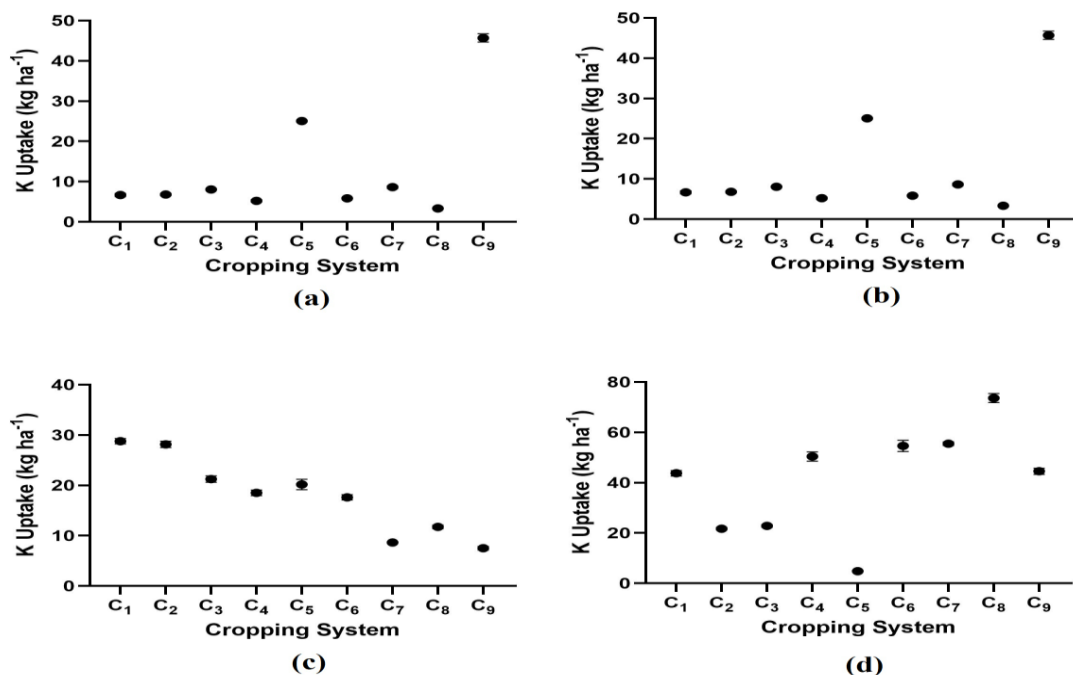 50
40
30
20
10
0
K Uptake (kg ha⁻¹)
C₁ C₂ C₃ C₄ C₅ C₆ C₇ C₈ C₉
Cropping System
(a)
50
40
30
20
10
0
K Uptake (kg ha⁻¹)
C₁ C₂ C₃ C₄ C₅ C₆ C₇ C₈ C₉
Cropping System
(b)
40
30
20
10
0
K Uptake (kg ha⁻¹)
C₁ C₂ C₃ C₄ C₅ C₆ C₇ C₈ C₉
Cropping System
(c)
80
60
40
20
0
K Uptake (kg ha⁻¹)
C₁ C₂ C₃ C₄ C₅ C₆ C₇ C₈ C₉
Cropping System
(d)